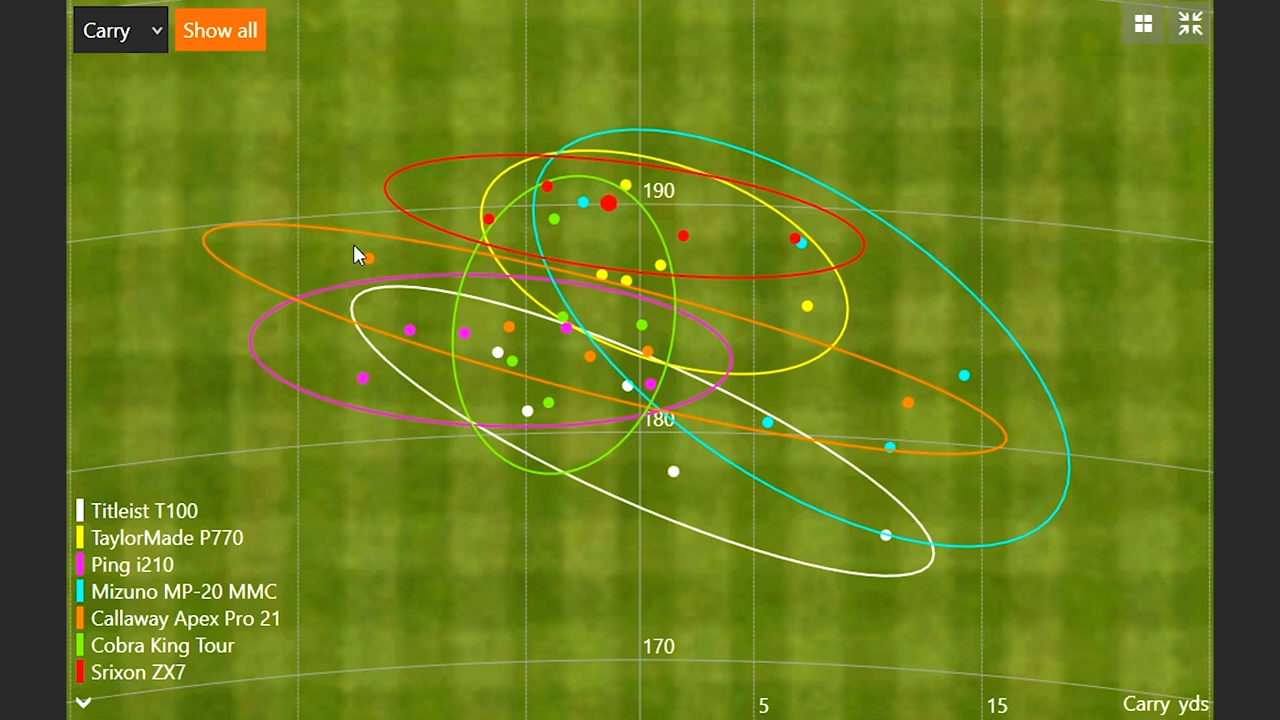 Carry
Show all
190
180
170
Titleist T100
TaylorMade P770
Ping i210
Mizuno MP-20 MMC
Callaway Apex Pro 21
Cobra King Tour
Srixon ZX7
5
15
Carry yds